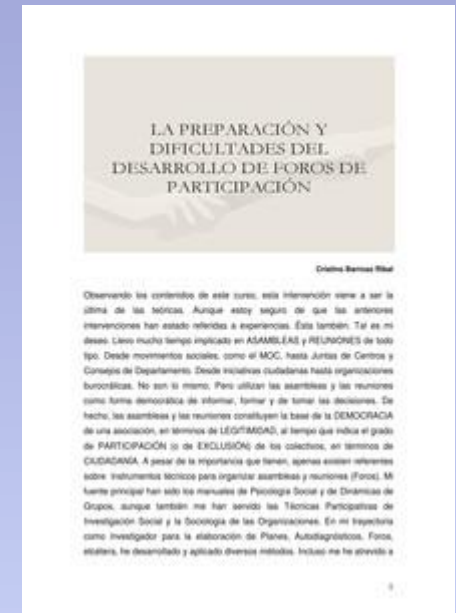 LA PREPARACIÓN Y
DIFICULTADES DEL
DESARROLLO DE FOROS DE
PARTICIPACIÓN
Cristino Barroso Ribal
Observando los contenidos de este curso, esta intervención viene a ser la
última de las teóricas. Aunque estoy seguro de que las anteriores
intervenciones han estado referidas a experiencias. Ésta también. Tal es mi
deseo. Llevo mucho tiempo implicado en ASAMBLEAS y REUNIONES de todo
tipo. Desde movimientos sociales, como el MOC, hasta Juntas de Centros y
Consejos de Departamento. Desde iniciativas ciudadanas hasta organizaciones
burocráticas. No son lo mismo. Pero utilizan las asambleas y las reuniones
como forma democrática de informar, formar y de tomar las decisiones. De
hecho, las asambleas y las reuniones constituyen la base de la DEMOCRACIA
de una asociación, en términos de LEGITIMIDAD, al tiempo que indica el grado
de PARTICIPACIÓN (o de EXCLUSIÓN) de los colectivos, en términos de
CIUDADANÍA. A pesar de la importancia que tienen, apenas existen referentes
sobre instrumentos técnicos para organizar asambleas y reuniones (Foros). Mi
fuente principal han sido los manuales de Psicología Social y de Dinámicas de
Grupos, aunque también me han servido las Técnicas Participativas de
Investigación Social y la Sociología de las Organizaciones. En mi trayectoria
como investigador para la elaboración de Planes, Autodiagnósticos, Foros,
etcétera, he desarrollado y aplicado diversos métodos. Incluso me he atrevido a